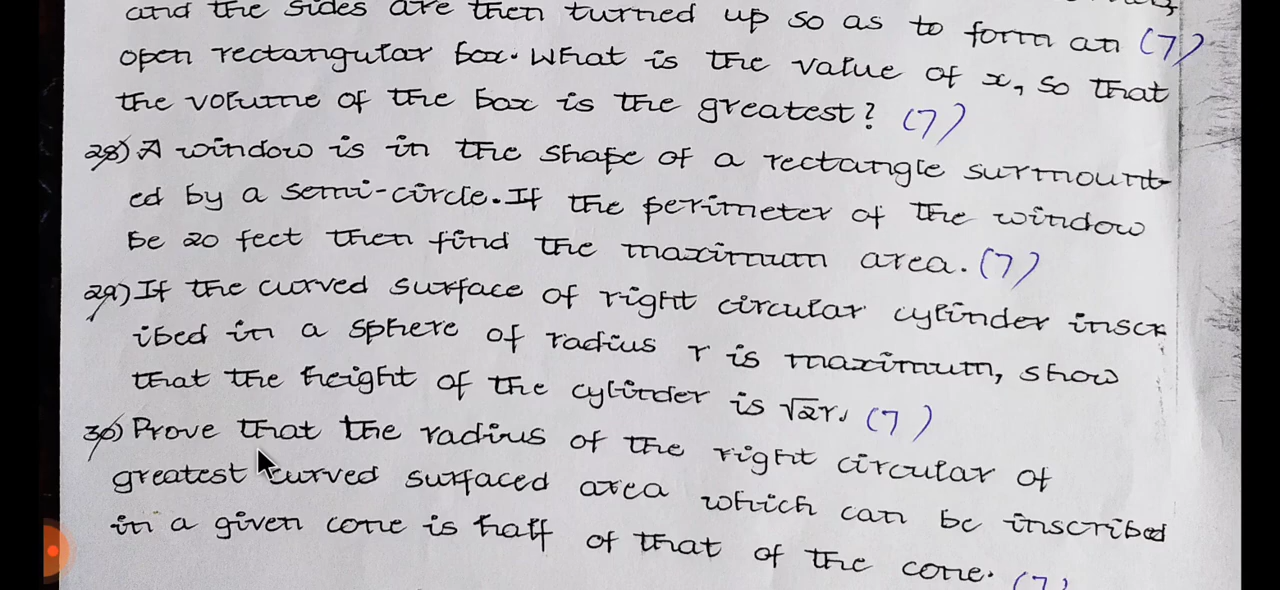 and the sides are then turned up so as to form an (7)
open rectangular box. What is the value of x, so that
the volume of the box is the greatest? (7)
28) A window is in the shape of a rectangle surmount-
ed by a semi-circle. If the perimeter of the window
be 20 feet then find the maximum area. (7)
29) If the curved surface of right circular cylinder inscr
ibed in a sphere of radius r is maximum, show
that the height of the cylinder is √2r. (7)
30) Prove that the radius of the right circular of
greatest curved surfaced area which can be inscribed
in a given cone is half of that of the cone. (7)